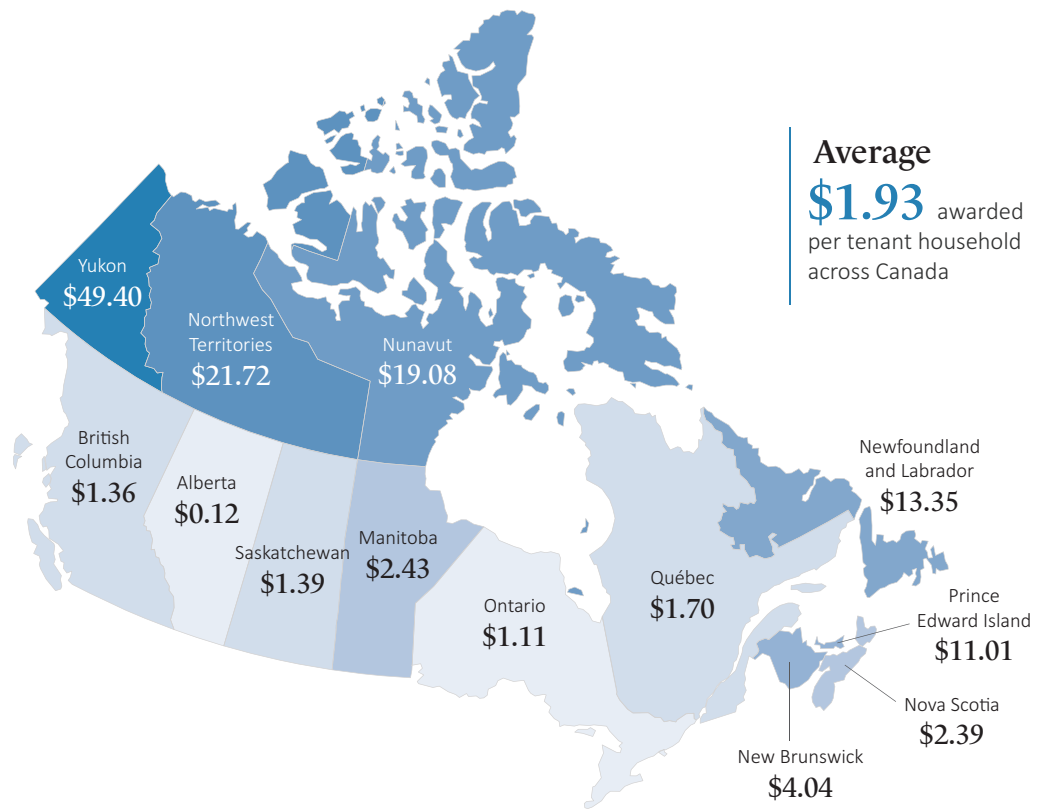 Average
$1.93 awarded
per tenant household
across Canada
Yukon
$49.40
Northwest
Territories
$21.72
Nunavut
$19.08
British
Columbia
$1.36
Alberta
$0.12
Saskatchewan
$1.39
Manitoba
$2.43
Ontario
$1.11
Québec
$1.70
Newfoundland
and Labrador
$13.35
Prince
Edward Island
$11.01
Nova Scotia
$2.39
New Brunswick
$4.04